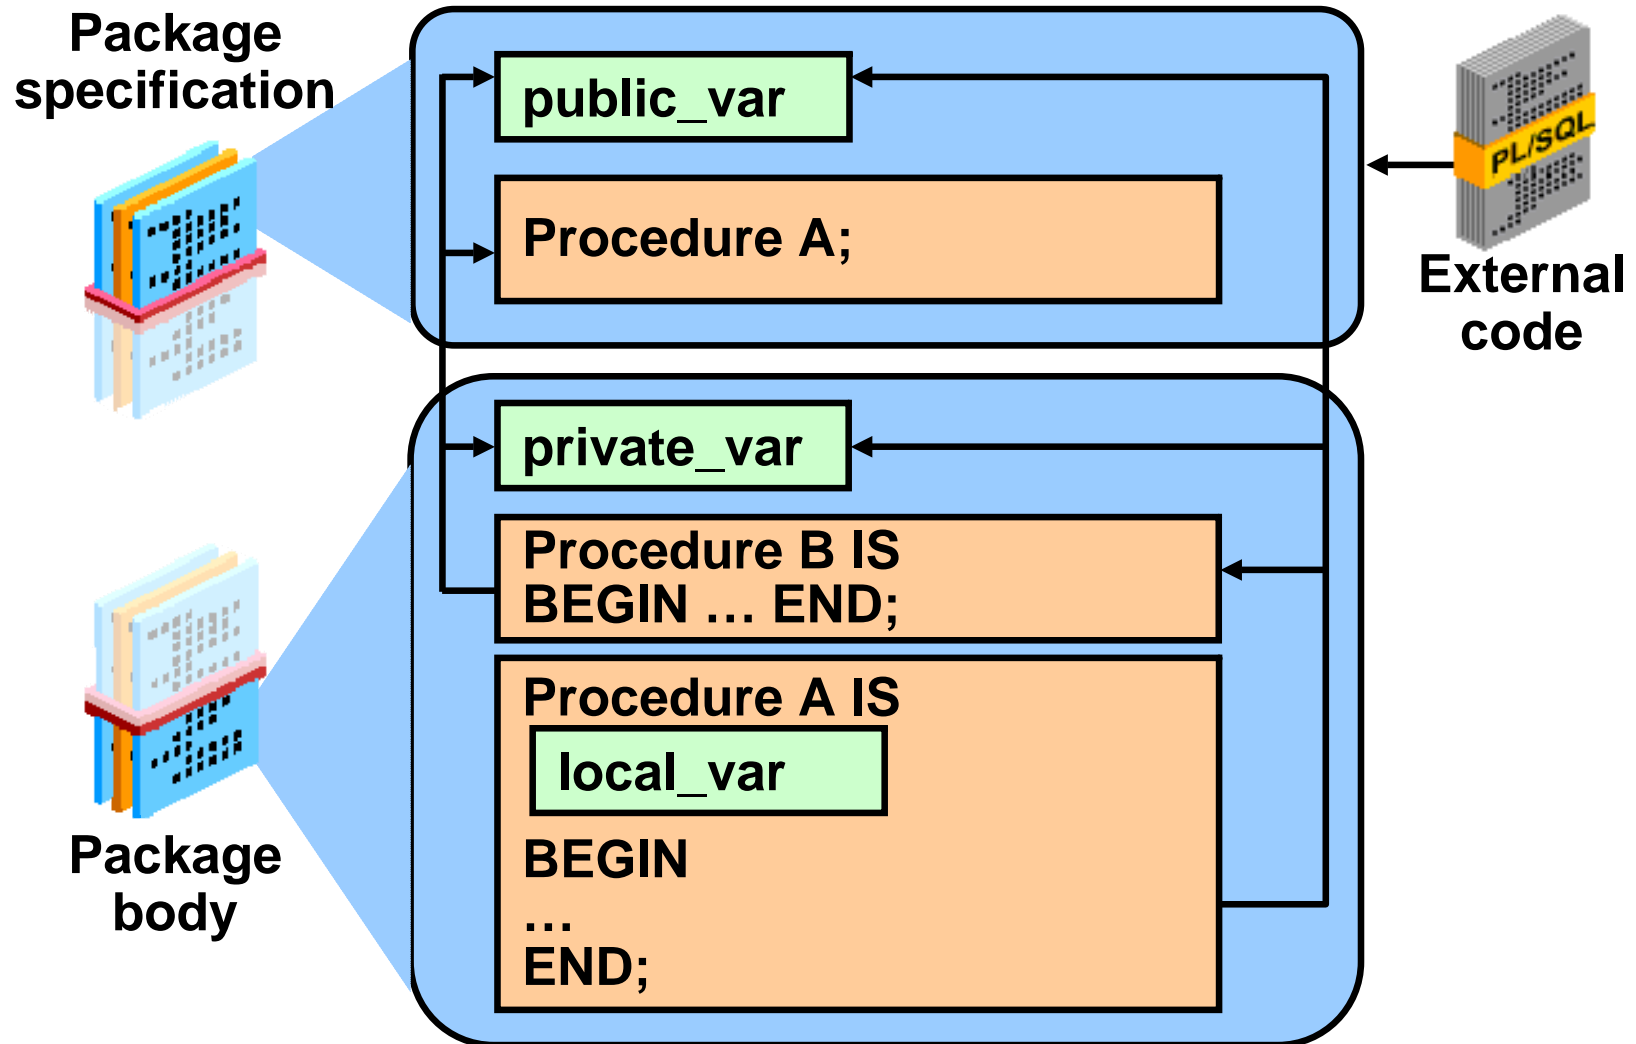 Package
specification
public_var
Procedure A;
PL/SQL
External
code
private_var
Procedure B IS
BEGIN … END;
Procedure A IS
local_var
BEGIN
…
END;
Package
body